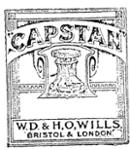 CAPSTAN
W.D. & H.O. WILLS.
BRISTOL & LONDON.